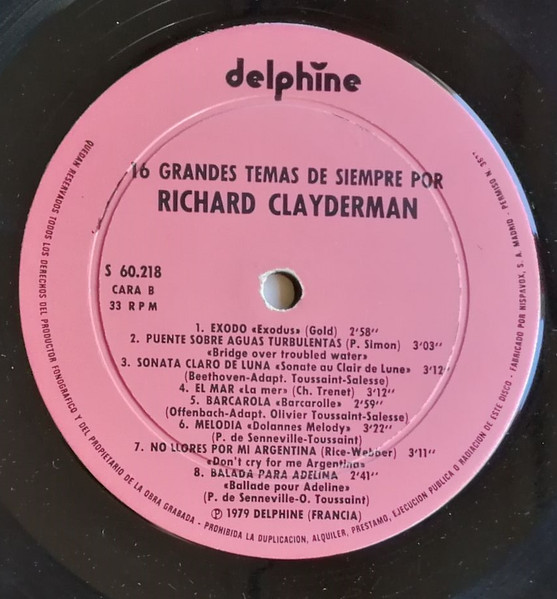 delphine
16 GRANDES TEMAS DE SIEMPRE POR
RICHARD CLAYDERMAN
S 60.218
CARA B
33 RPM
1. EXODO «Exodus» (Gold) 2'58''
2. PUENTE SOBRE AGUAS TURBULENTAS (P. Simon) 3'03''
«Bridge over troubled water»
3. SONATA CLARO DE LUNA «Sonate au Clair de Lune» 3'12''
(Beethoven-Adapt. Toussaint-Salesse)
4. EL MAR «La mer» (Ch. Trenet) 3'12''
5. BARCAROLA «Barcarolle» 2'59''
(Offenbach-Adapt. Olivier Toussaint-Salesse)
6. MELODIA «Dolannes Melody» 3'22''
(P. de Senneville-Toussaint)
7. NO LLORES POR MI ARGENTINA (Rice-Webber) 3'11''
«Don't cry for me Argentina»
8. BALADA PARA ADELINA 2'41''
«Ballade pour Adeline»
(P. de Senneville-O. Toussaint)
℗ 1979 DELPHINE (FRANCIA)
QUEDAN RESERVADOS TODOS LOS DERECHOS DEL PRODUCTOR FONOGRAFICO Y DEL PROPIETARIO DE LA OBRA GRABADA - PROHIBIDA LA DUPLICACION, ALQUILER, PRESTAMO, EJECUCION PUBLICA O RADIACION DE ESTE DISCO - FABRICADO POR HISPAVOX, S. A. MADRID - PERMISO N. 35''